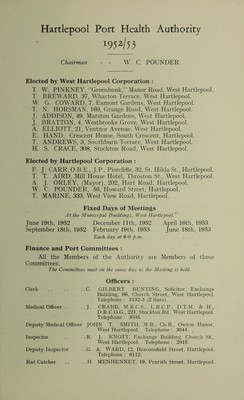 Hartlepool Port Health Authority
1952/53
Chairman - - W. C. POUNDER
Elected by West Hartlepool Corporation :
T. W. PINKNEY, "Greenbank," Manor Road, West Hartlepool.
T. BREWARD, 37, Wharton Terrace, West Hartlepool.
W. G. COWARD, 7, Eamont Gardens, West Hartlepool.
T. N. HORSMAN, 169, Grange Road, West Hartlepool.
J. ADDISON, 49, Marston Gardens, West Hartlepool.
J. BRATTON, 4, Westbrooke Grove, West Hartlepool.
A. ELLIOTT, 21, Ventnor Avenue, West Hartlepool.
E. HAND, Crescent House, South Crescent, Hartlepool.
T. ANDREWS, 3, Southburn Terrace, West Hartlepool.
H. S. CRACE, 308, Stockton Road, West Hartlepool.
Elected by Hartlepool Corporation :
F. J. CARR, O.B.E., J.P., Piercliffe, 32, St. Hilda St., Hartlepool.
T. T. AIRD, Mill House Hotel, Throston St., West Hartlepool.
A. J. ORLEY, (Mayor), 202, Hart Road, Hartlepool.
W. C. POUNDER, 56, Howard Street, Hartlepool.
T. MARINE, 333, West View Road, Hartlepool.
Fixed Days of Meetings
At the Municipal Buildings, West Hartlepool."
June 19th, 1952 December 11th, 1952 April 16th, 1953
September 18th, 1952 February 19th, 1953 June 18th, 1953
Each day at 6-0 p.m.
Finance and Port Committees :
All the Members of the Authority are Members of these
Committees.
The Committees meet on the same day as the Meeting is held.
Officers :
Clerk .. .. C. GILBERT BUNTING, Solicitor, Exchange
Building, 66, Church Street, West Hartlepool.
Telephone : 3132-3 (2 lines).
Medical Officer .. J. CRABB, M.R.C.S., L.R.C.P., D.T.M. & H.,
D.R.C.O.G., 221, Stockton Rd. West Hartlepool.
Telephone : 3033.
Deputy Medical Officer JOHN T. SMITH, M.B., Ch.B., Owton Manor,
West Hartlepool. Telephone : 3044.
Inspector .. R. J. KNOTT, Exchange Building, Church St.,
West Hartlepool. Telephone : 2018.
Deputy Inspector .. G. A. WARD, 12, Beaconsfield Street, Hartlepool.
Telephone : 6112.
Rat Catcher .. H. MENHENNET, 19, Penrith Street, Hartlepool.